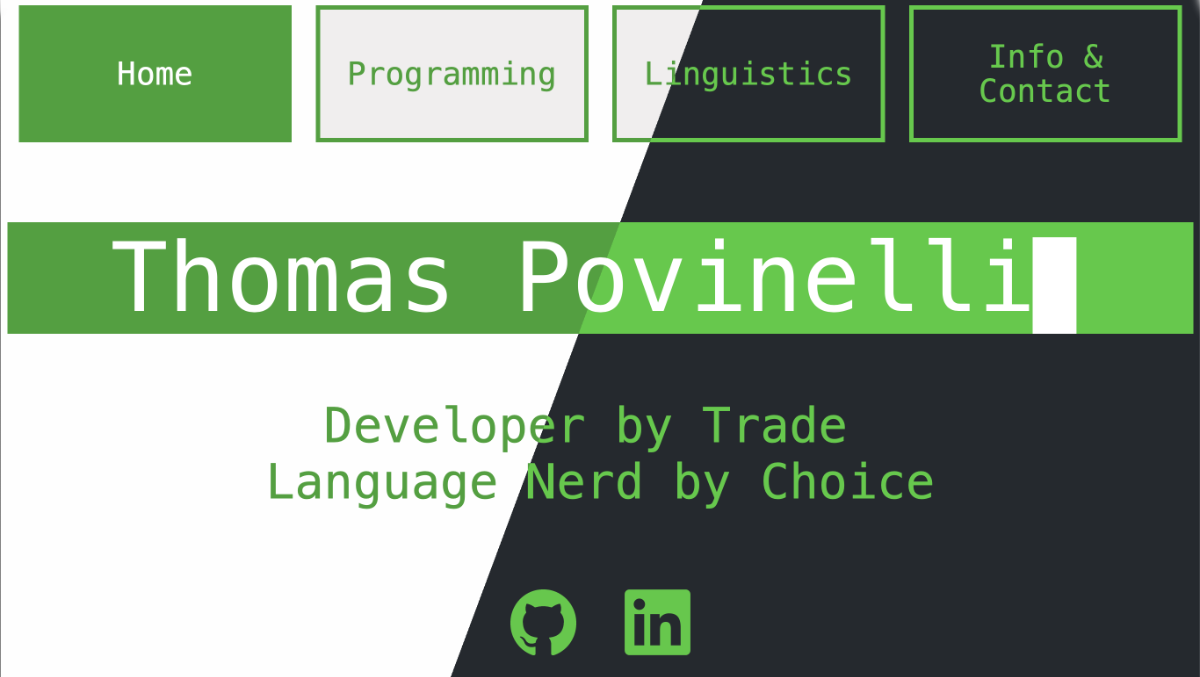 Home
Programming
Linguistics
Info &
Contact
Thomas Povinelli
Developer by Trade
Language Nerd by Choice
in